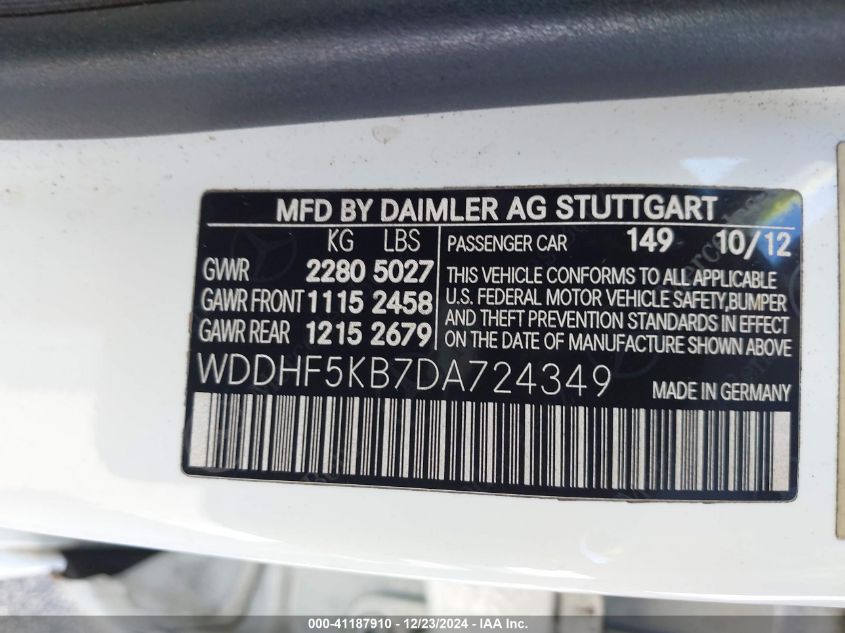 MFD BY DAIMLER AG STUTTGART
KG LBS
GVWR 2280 5027
GAWR FRONT 1115 2458
GAWR REAR 1215 2679
PASSENGER CAR 149 10/12
THIS VEHICLE CONFORMS TO ALL APPLICABLE
U.S. FEDERAL MOTOR VEHICLE SAFETY,BUMPER
AND THEFT PREVENTION STANDARDS IN EFFECT
ON THE DATE OF MANUFACTURE SHOWN ABOVE
WDDHF5KB7DA724349 MADE IN GERMANY
000-41187910 - 12/23/2024 - IAA Inc.